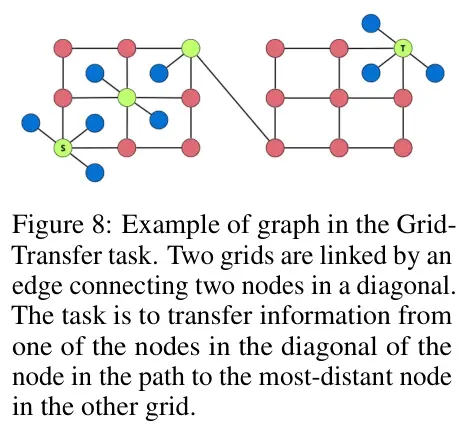 T
S
Figure 8: Example of graph in the Grid-
Transfer task. Two grids are linked by an
edge connecting two nodes in a diagonal.
The task is to transfer information from
one of the nodes in the diagonal of the
node in the path to the most-distant node
in the other grid.